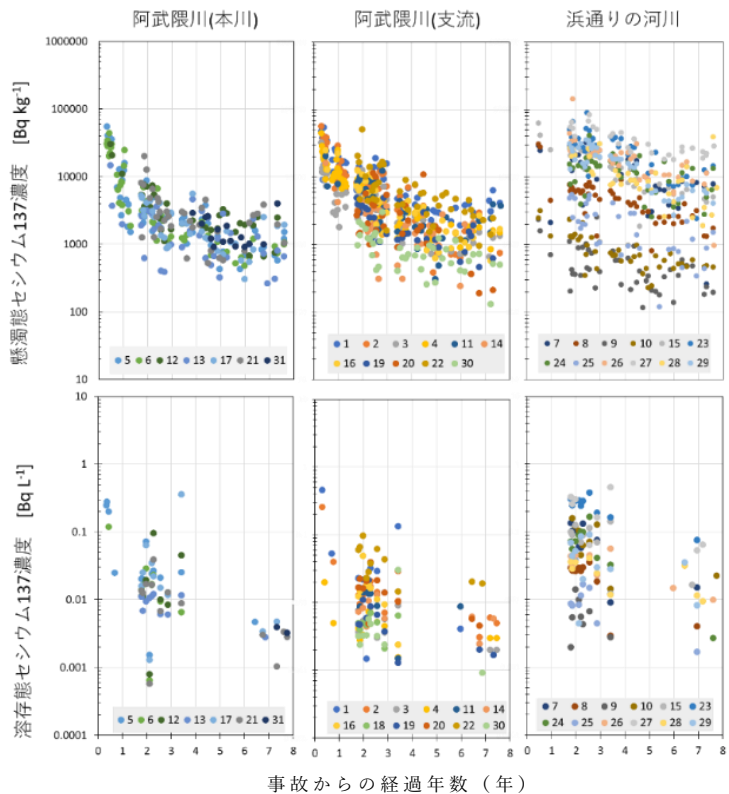 阿武隈川(本川)
阿武隈川(支流)
浜通りの河川
懸濁態セシウム137濃度 [Bq kg-1]
1000000
100000
10000
1000
100
10
5 6 12 13 17 21 31
1 2 3 4 11 14
16 19 20 22 30
7 8 9 10 15 23
24 25 26 27 28 29
溶存態セシウム137濃度 [Bq L-1]
10
1
0.1
0.01
0.001
0.0001
5 6 12 13 17 21 31
1 2 3 4 11 14
16 18 19 20 22 30
7 8 9 10 15 23
24 25 26 27 28 29
0 1 2 3 4 5 6 7 8
0 1 2 3 4 5 6 7 8
0 1 2 3 4 5 6 7 8
事故からの経過年数（年）